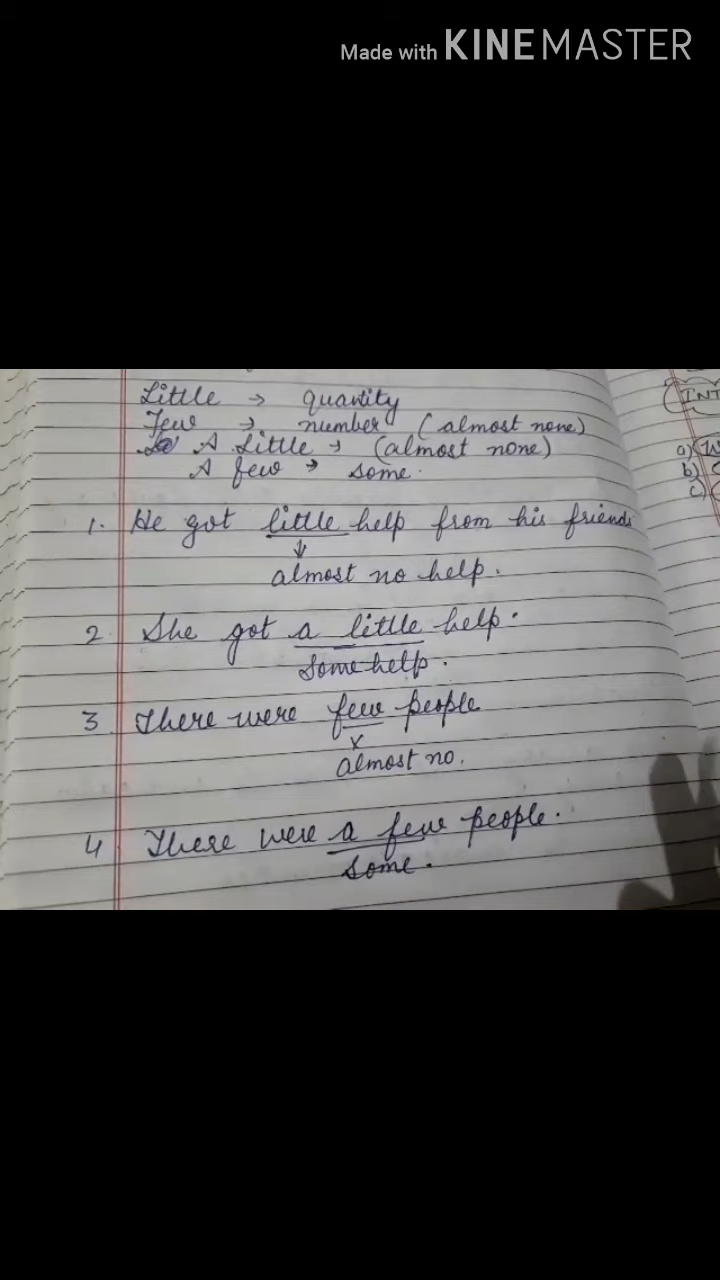 Made with KINEMASTER
Little → quantity
Few → number (almost none)
A Little → (almost none)
A few → some.
1. He got little help from his friends
↓
almost no help.
2. She got a little help.
Some help.
3. There were few people
almost no.
4. There were a few people.
Some.
INT
a)
b)
c)